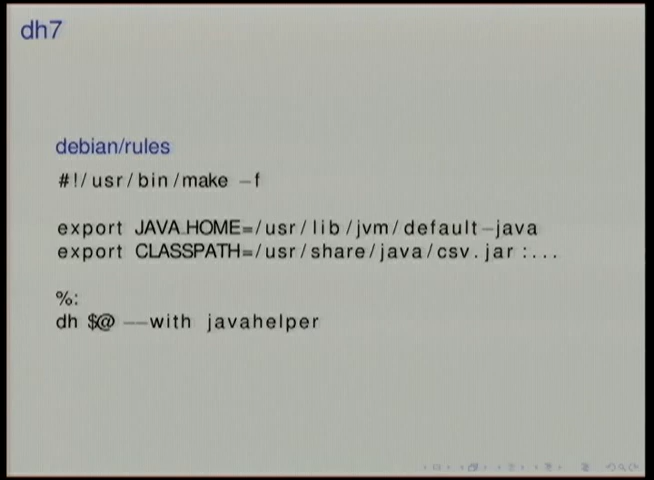 dh7
debian/rules
#!/usr/bin/make -f
export JAVA_HOME=/usr/lib/jvm/default-java
export CLASSPATH=/usr/share/java/csv.jar:...
%:
dh $@ --with javahelper